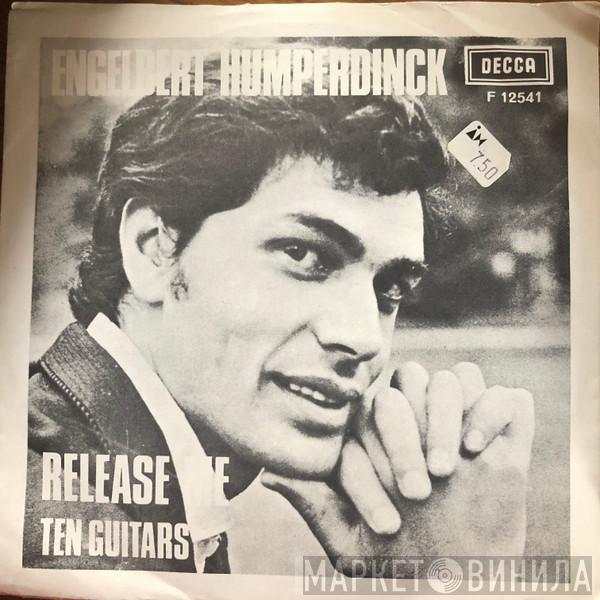 ENGELBERT HUMPERDINCK
DECCA
F 12541
7.50
RELEASE ME
TEN GUITARS
МАРКЕТ ВИНИЛА